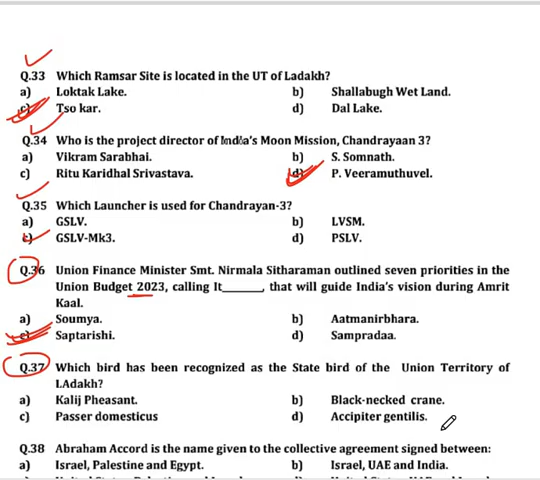 Q.33 Which Ramsar Site is located in the UT of Ladakh?
a) Loktak Lake. b) Shallabugh Wet Land.
c) Tso kar. d) Dal Lake.
Q.34 Who is the project director of India's Moon Mission, Chandrayaan 3?
a) Vikram Sarabhai. b) S. Somnath.
c) Ritu Karidhal Srivastava. d) P. Veeramuthuvel.
Q.35 Which Launcher is used for Chandrayan-3?
a) GSLV. b) LVSM.
c) GSLV-Mk3. d) PSLV.
Q.36 Union Finance Minister Smt. Nirmala Sitharaman outlined seven priorities in the
Union Budget 2023, calling It______, that will guide India's vision during Amrit
Kaal.
a) Soumya. b) Aatmanirbhara.
c) Saptarishi. d) Sampradaa.
Q.37 Which bird has been recognized as the State bird of the Union Territory of
LAdakh?
a) Kalij Pheasant. b) Black-necked crane.
c) Passer domesticus d) Accipiter gentilis.
Q.38 Abraham Accord is the name given to the collective agreement signed between:
a) Israel, Palestine and Egypt. b) Israel, UAE and India.